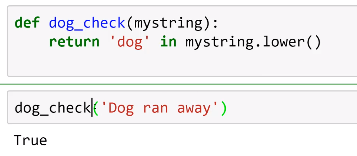 def dog_check(mystring):
    return 'dog' in mystring.lower()
dog_check('Dog ran away')
True